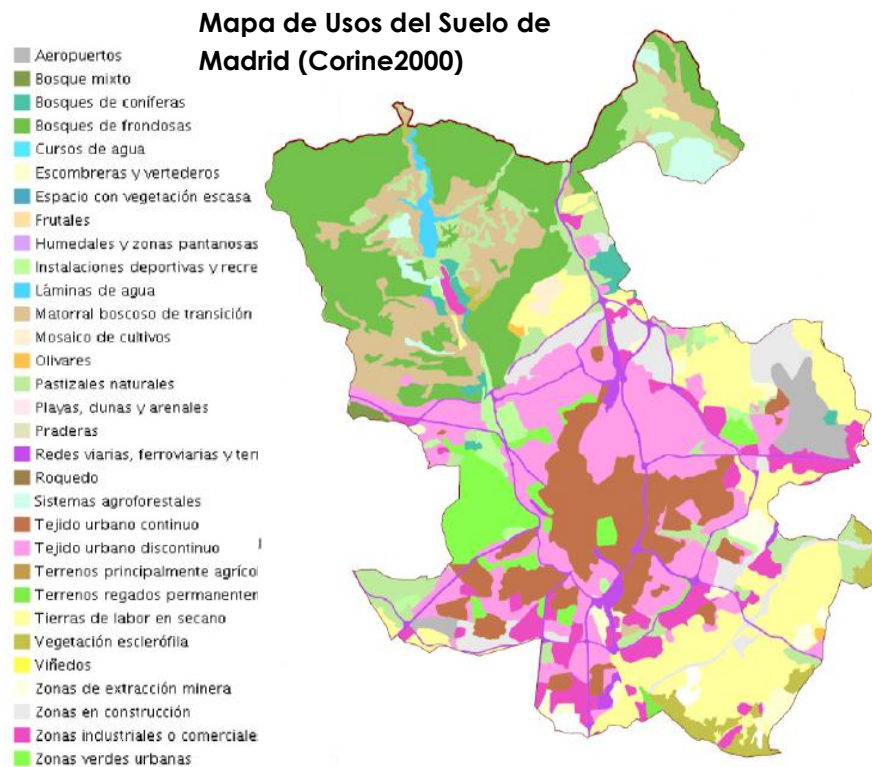 Mapa de Usos del Suelo de
Madrid (Corine2000)
Aeropuertos
Bosque mixto
Bosques de coníferas
Bosques de frondosas
Cursos de agua
Escombreras y vertederos
Espacio con vegetación escasa
Frutales
Humedales y zonas pantanosas
Instalaciones deportivas y recre
Láminas de agua
Matorral boscoso de transición
Mosaico de cultivos
Olivares
Pastizales naturales
Playas, dunas y arenales
Praderas
Redes viarias, ferroviarias y terr
Roquedo
Sistemas agroforestales
Tejido urbano continuo
Tejido urbano discontinuo
Terrenos principalmente agrícol
Terrenos regados permanenten
Tierras de labor en secano
Vegetación esclerófila
Viñedos
Zonas de extracción minera
Zonas en construcción
Zonas industriales o comerciale
Zonas verdes urbanas